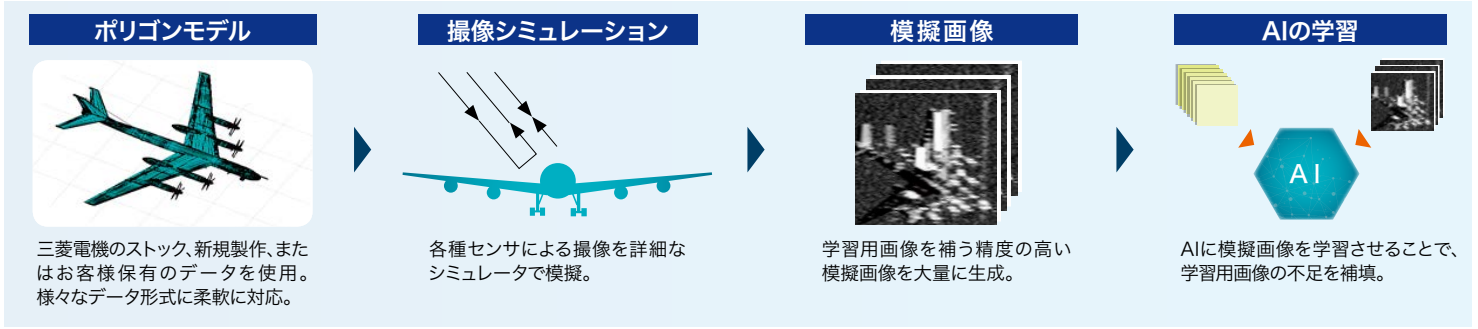 ポリゴンモデル
三菱電機のストック、新規製作、また
はお客様保有のデータを使用。
様々なデータ形式に柔軟に対応。
撮像シミュレーション
各種センサによる撮像を詳細な
シミュレータで模擬。
模擬画像
学習用画像を補う精度の高い
模擬画像を大量に生成。
AIの学習
AI
AIに模擬画像を学習させることで、
学習用画像の不足を補填。